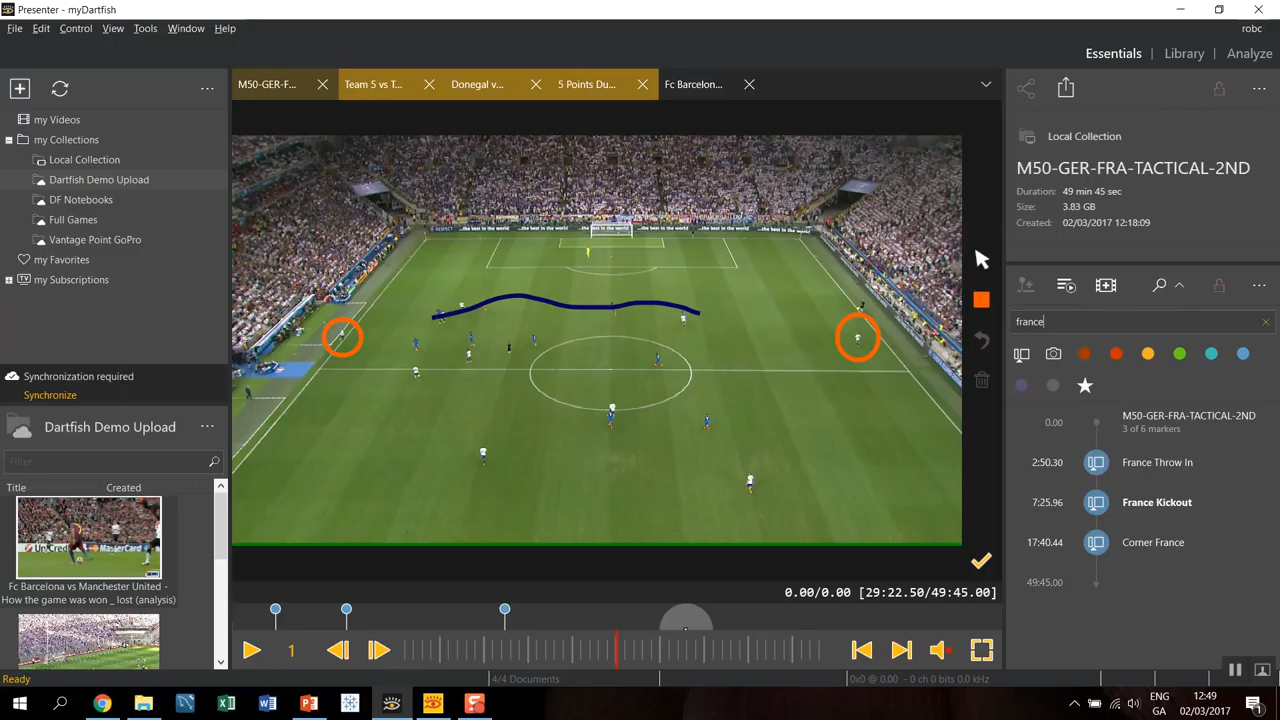 Presenter - myDartfish
File Edit Control View Tools Window Help
robc
Essentials Library Analyze
M50-GER-F...
Team 5 vs T...
Donegal v...
5 Points Du...
Fc Barcelon...
my Videos
my Collections
Local Collection
Dartfish Demo Upload
DF Notebooks
Full Games
Vantage Point GoPro
my Favorites
my Subscriptions
Synchronization required
Synchronize
Dartfish Demo Upload
Filter
Title Created
UniCredit MasterCard
Fc Barcelona vs Manchester United -
How the game was won _ lost (analysis)
RESPECT
0.00/0.00 [29:22.50/49:45.00]
1
Local Collection
M50-GER-FRA-TACTICAL-2ND
Duration: 49 min 45 sec
Size: 3.83 GB
Created: 02/03/2017 12:18:09
france
0.00 M50-GER-FRA-TACTICAL-2ND
3 of 6 markers
2:50.30 France Throw In
7:25.96 France Kickout
17:40.44 Corner France
49:45.00
Ready
4/4 Documents
0x0 @ 0.00 - 0 ch 0 bits 0.0 kHz
ENG
GA
12:49
02/03/2017